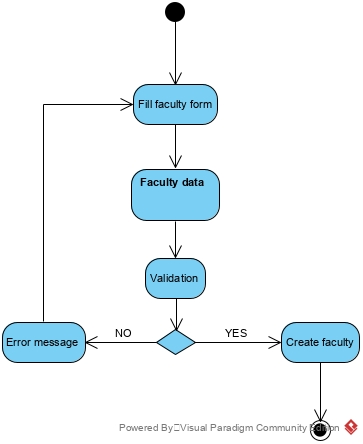 Fill faculty form
Faculty data
Validation
NO
YES
Error message
Create faculty
Powered By Visual Paradigm Community Edition